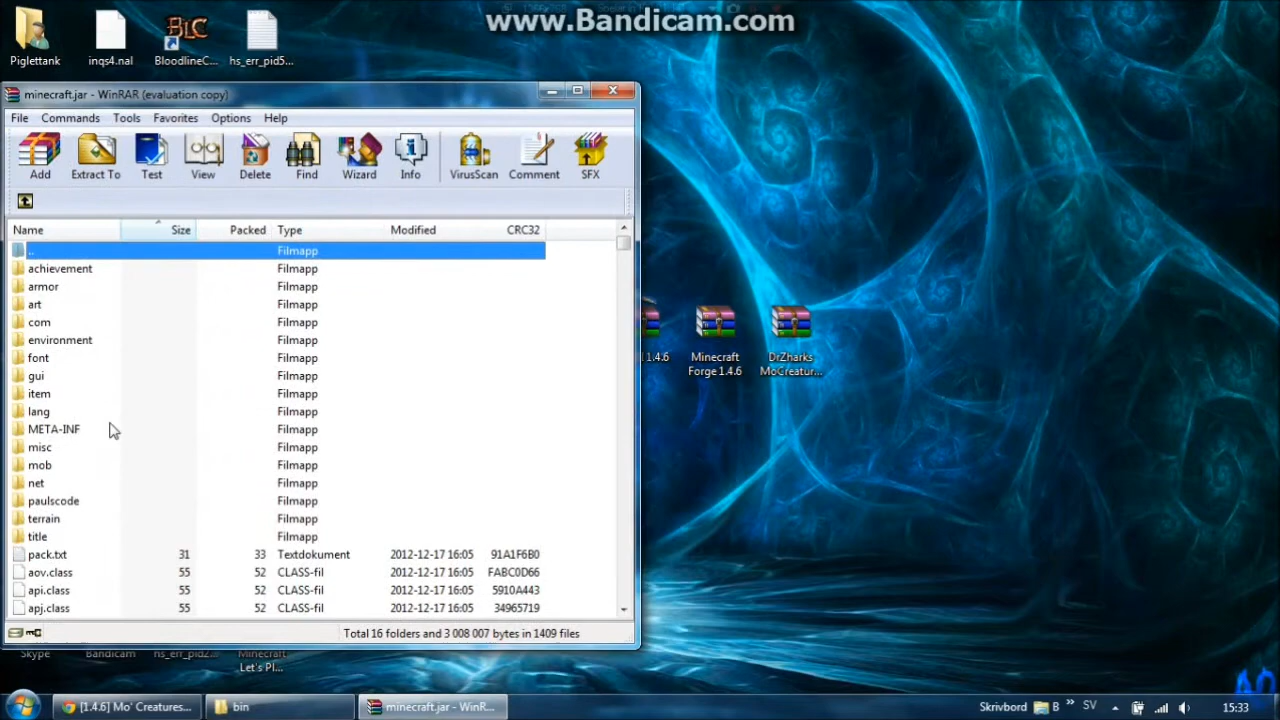 www.Bandicam.com
Piglettank
inqs4.nal
BloodlineC...
hs_err_pid5...
minecraft.jar - WinRAR (evaluation copy)
File Commands Tools Favorites Options Help
Add Extract To Test View Delete Find Wizard Info VirusScan Comment SFX
Name Size Packed Type Modified CRC32
.. Filmapp
achievement Filmapp
armor Filmapp
art Filmapp
com Filmapp
environment Filmapp
font Filmapp
gui Filmapp
item Filmapp
lang Filmapp
META-INF Filmapp
misc Filmapp
mob Filmapp
net Filmapp
paulscode Filmapp
terrain Filmapp
title Filmapp
pack.txt 31 33 Textdokument 2012-12-17 16:05 91A1F6B0
aov.class 55 52 CLASS-fil 2012-12-17 16:05 FABC0D66
api.class 55 52 CLASS-fil 2012-12-17 16:05 5910A443
apj.class 55 52 CLASS-fil 2012-12-17 16:05 34965719
Total 16 folders and 3 008 007 bytes in 1409 files
1.4.6
Minecraft
Forge 1.4.6
DrZharks
MoCreatur...
Skype
Bandicam
hs_err_pid2...
Minecraft
Let's Pl...
[1.4.6] Mo' Creatures...
bin
minecraft.jar - WinR...
Skrivbord
B
»
SV
15:33